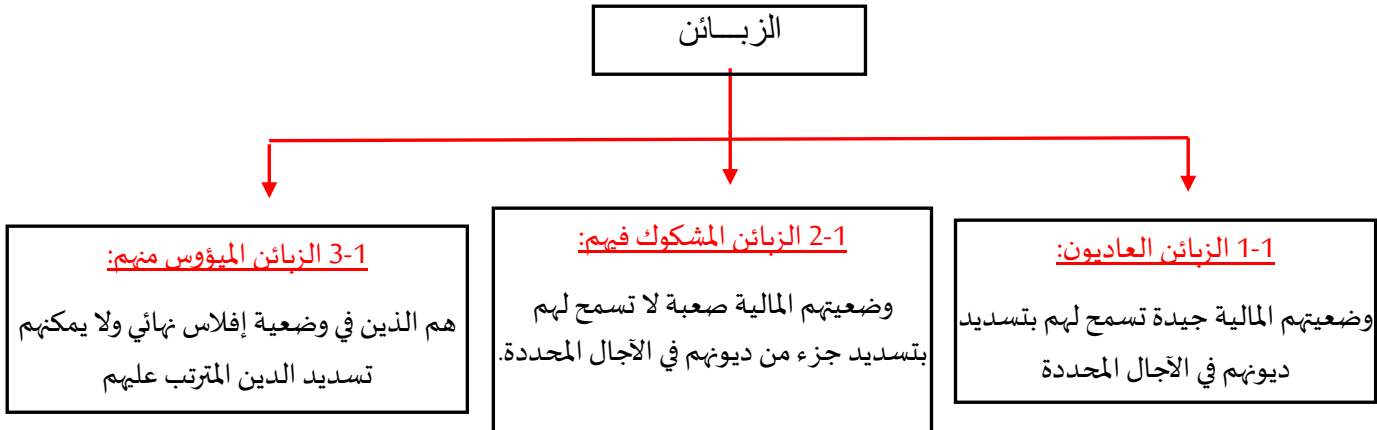 الزبـــائن
1-1 الزبائن العاديون:
وضعيتهم المالية جيدة تسمح لهم بتسديد
ديونهم في الآجال المحددة
2-1 الزبائن المشكوك فيهم:
وضعيتهم المالية صعبة لا تسمح لهم
بتسديد جزء من ديونهم في الآجال المحددة.
3-1 الزبائن الميؤوس منهم:
هم الذين في وضعية إفلاس نهائي ولا يمكنهم
تسديد الدين المترتب عليهم